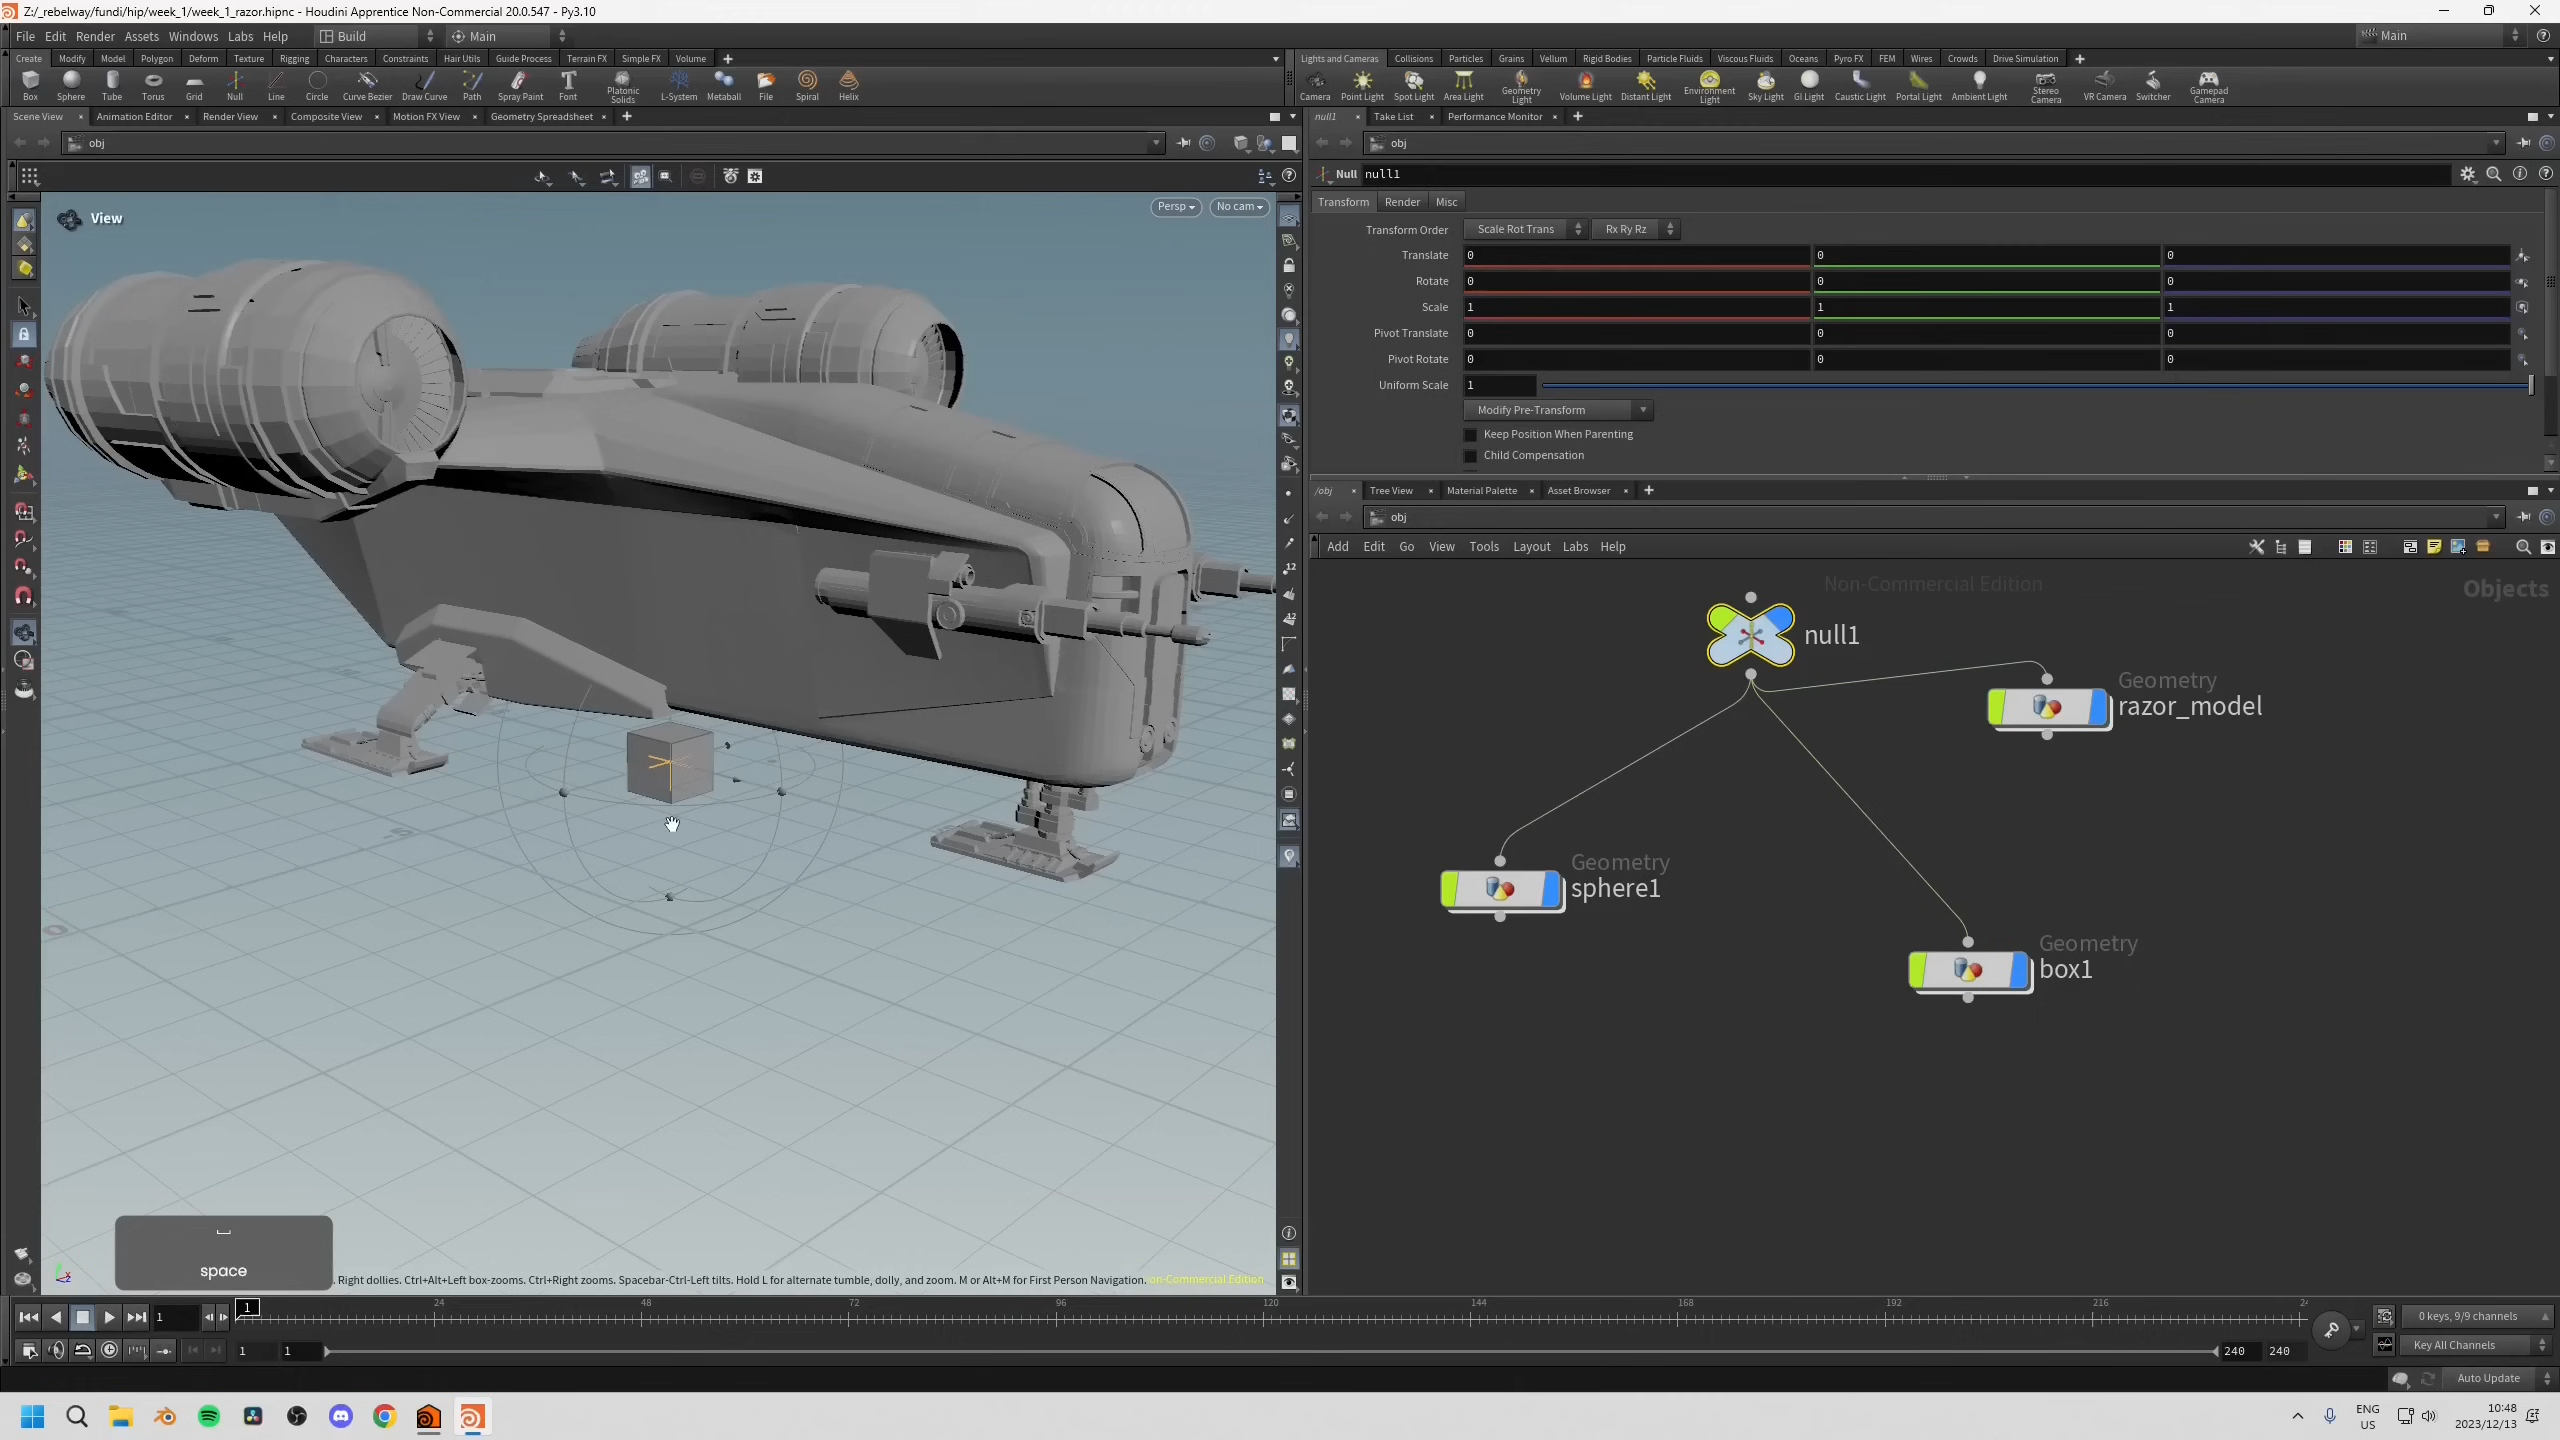 Z:/_rebelway/fundi/hip/week_1/week_1_razor.hipnc - Houdini Apprentice Non-Commercial 20.0.547 - Py3.10
File Edit Render Assets Windows Labs Help Build Main Main
Create Modify Model Polygon Deform Texture Rigging Characters Constraints Hair Utils Guide Process Terrain FX Simple FX Volume
Lights and Cameras Collisions Particles Grains Vellum Rigid Bodies Particle Fluids Viscous Fluids Oceans Pyro FX FEM Wires Crowds Drive Simulation
Box Sphere Tube Torus Grid Null Line Circle Curve Bezier Draw Curve Path Spray Paint Font Platonic Solids L-System Metaball File Spiral Helix
Camera Point Light Spot Light Area Light Geometry Light Volume Light Distant Light Environment Light Sky Light GI Light Caustic Light Portal Light Ambient Light Stereo Camera VR Camera Switcher Gamepad Camera
Scene View Animation Editor Render View Composite View Motion FX View Geometry Spreadsheet
null1 Take List Performance Monitor
obj
obj
Null null1
View
Persp No cam
Transform Render Misc
Transform Order Scale Rot Trans Rx Ry Rz
Translate 0 0 0
Rotate 0 0 0
Scale 1 1 1
Pivot Translate 0 0 0
Pivot Rotate 0 0 0
Uniform Scale 1
Modify Pre-Transform
Keep Position When Parenting
Child Compensation
/obj Tree View Material Palette Asset Browser
obj
Add Edit Go View Tools Layout Labs Help
Non-Commercial Edition
Objects
null1
Geometry
razor_model
Geometry
sphere1
Geometry
box1
12
12
space
. Right dollies. Ctrl+Alt+Left box-zooms. Ctrl+Right zooms. Spacebar-Ctrl-Left tilts. Hold L for alternate tumble, dolly, and zoom. M or Alt+M for First Person Navigation. on-Commercial Edition
1 1 24 48 72 96 120 144 168 192 216 24
0 keys, 9/9 channels
1 1 240 240
Key All Channels
Auto Update
ENG
US
10:48
2023/12/13